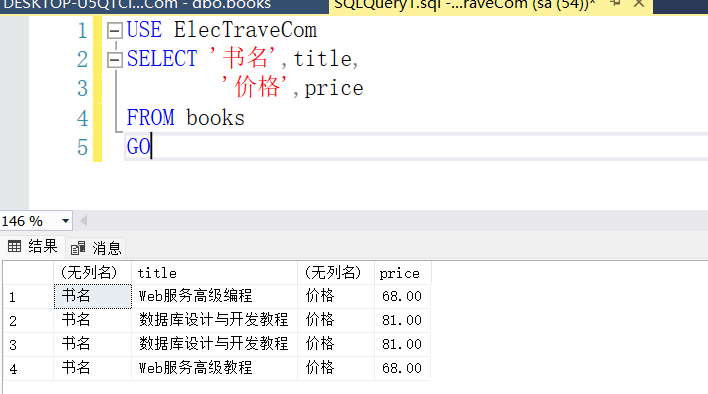 DESKTOP-U5QTCI...Com - dbo.books
SQLQuery1.sql -...raveCom (sa (54))*
1 USE ElecTraveCom
2 SELECT '书名',title,
3 '价格',price
4 FROM books
5 GO
146 %
结果 消息
(无列名) title (无列名) price
1 书名 Web服务高级编程 价格 68.00
2 书名 数据库设计与开发教程 价格 81.00
3 书名 数据库设计与开发教程 价格 81.00
4 书名 Web服务高级教程 价格 68.00